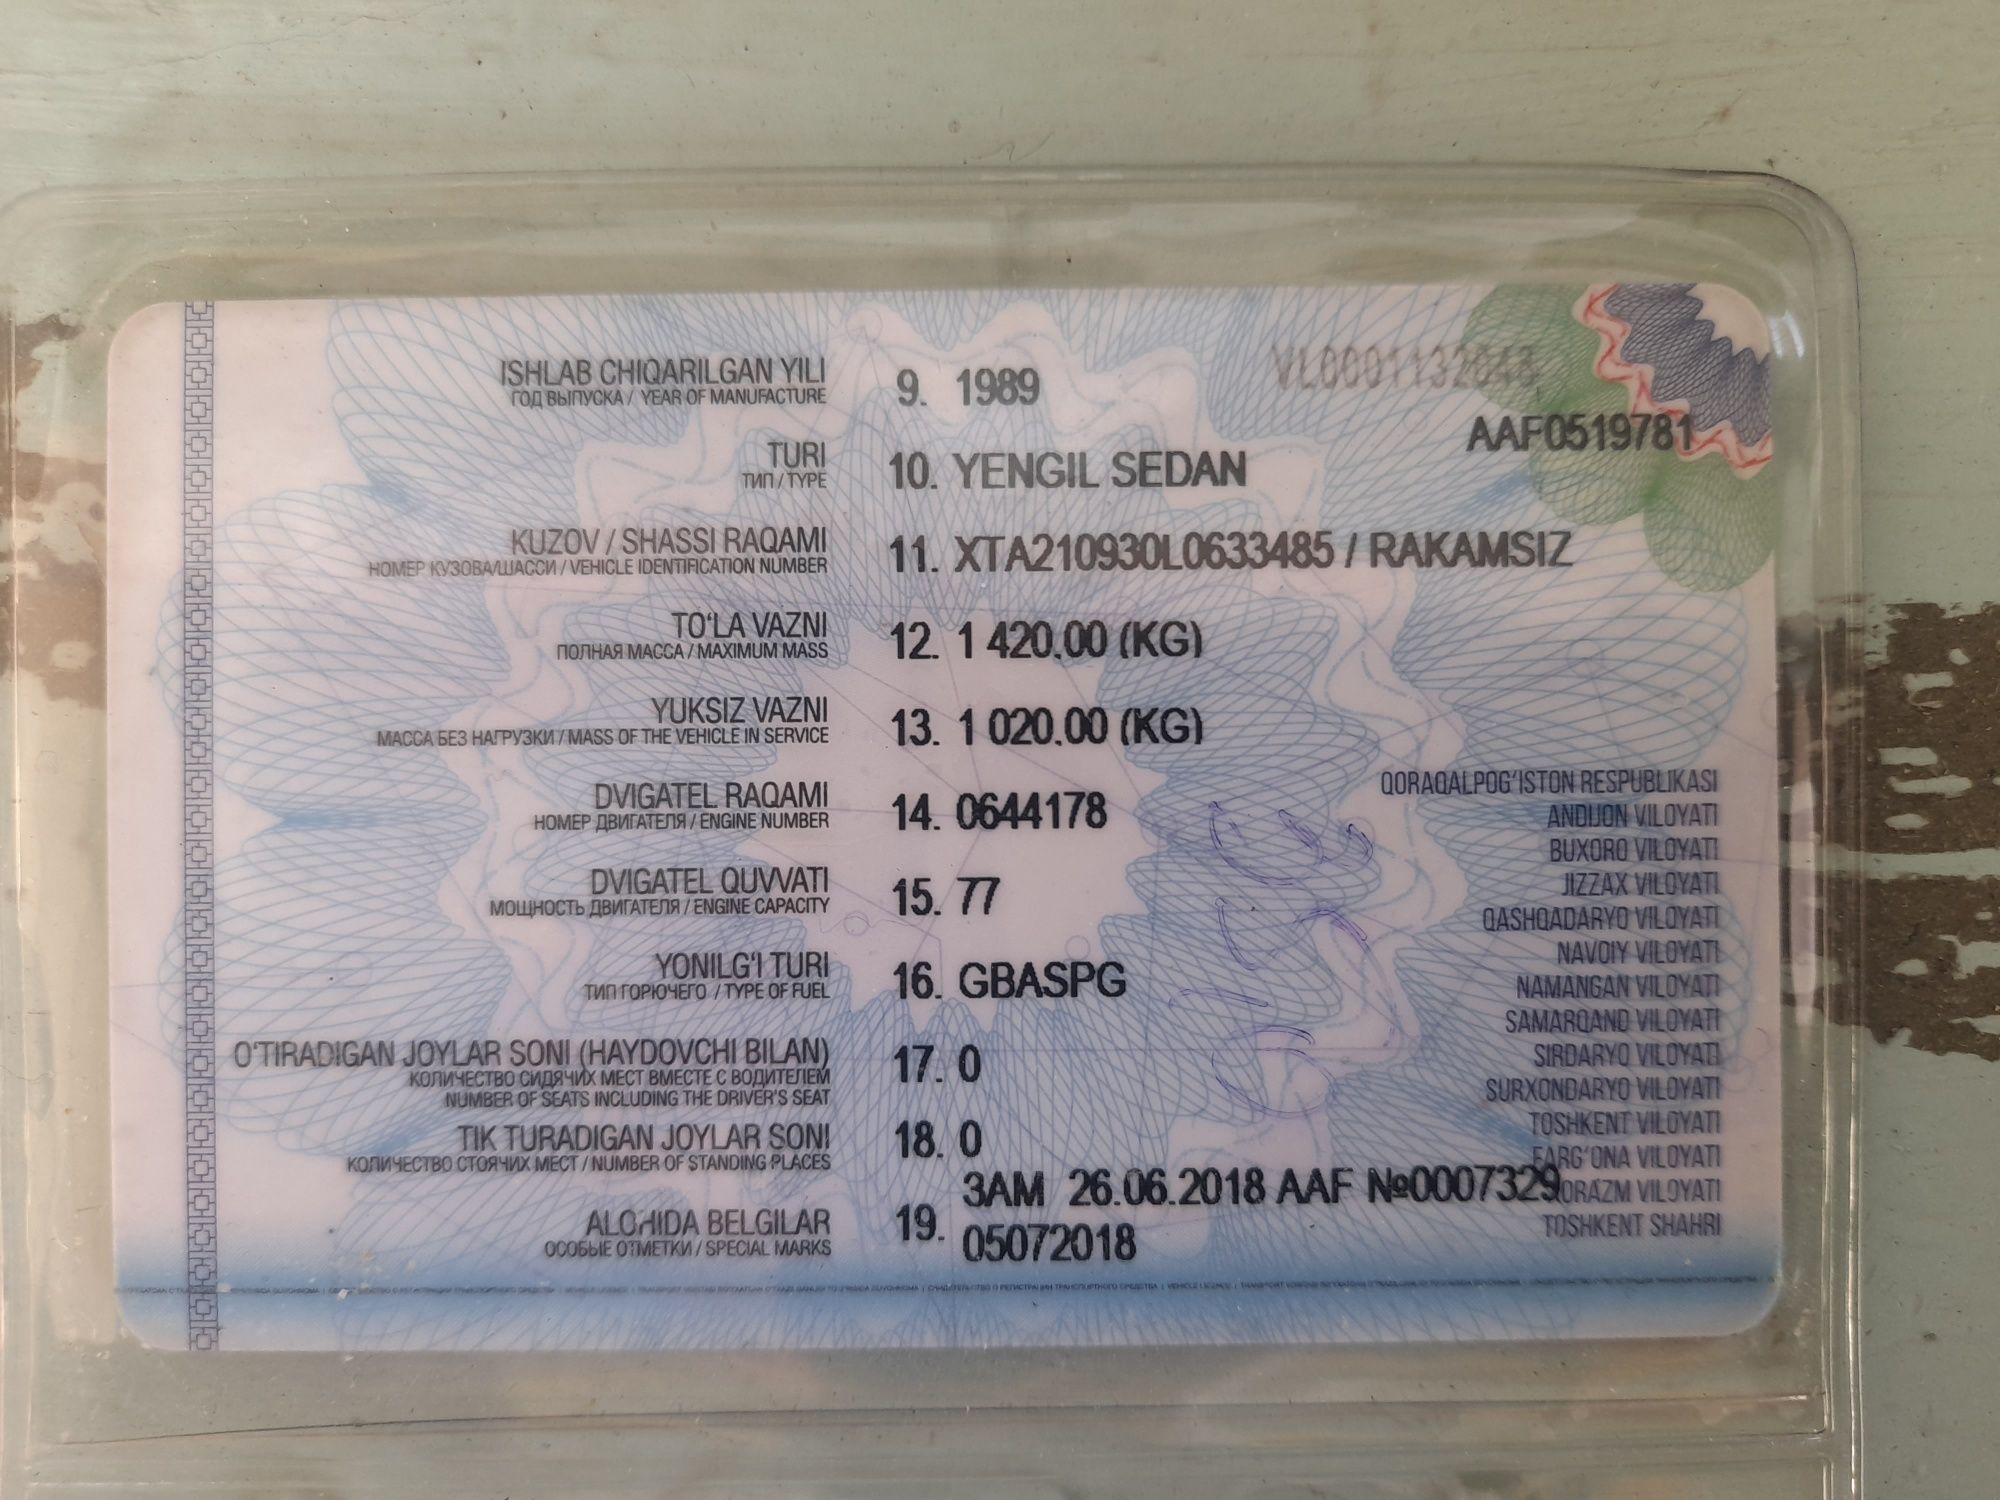 VL0001132048
AAF0519781
ISHLAB CHIQARILGAN YILI 9. 1989
ГОД ВЫПУСКА / YEAR OF MANUFACTURE
TURI 10. YENGIL SEDAN
ТИП / TYPE
KUZOV / SHASSI RAQAMI 11. XTA210930L0633485 / RAKAMSIZ
НОМЕР КУЗОВА/ШАССИ / VEHICLE IDENTIFICATION NUMBER
TO‘LA VAZNI 12. 1 420.00 (KG)
ПОЛНАЯ МАССА / MAXIMUM MASS
YUKSIZ VAZNI 13. 1 020.00 (KG)
МАССА БЕЗ НАГРУЗКИ / MASS OF THE VEHICLE IN SERVICE
DVIGATEL RAQAMI 14. 0644178
НОМЕР ДВИГАТЕЛЯ / ENGINE NUMBER
DVIGATEL QUVVATI 15. 77
МОЩНОСТЬ ДВИГАТЕЛЯ / ENGINE CAPACITY
YONILG‘I TURI 16. GBASPG
ТИП ГОРЮЧЕГО / TYPE OF FUEL
O‘TIRADIGAN JOYLAR SONI (HAYDOVCHI BILAN) 17. 0
КОЛИЧЕСТВО СИДЯЧИХ МЕСТ ВМЕСТЕ С ВОДИТЕЛЕМ
NUMBER OF SEATS INCLUDING THE DRIVER'S SEAT
TIK TURADIGAN JOYLAR SONI 18. 0
КОЛИЧЕСТВО СТОЯЧИХ МЕСТ / NUMBER OF STANDING PLACES
ALOHIDA BELGILAR 19. ЗАМ 26.06.2018 AAF №0007329
05072018
ОСОБЫЕ ОТМЕТКИ / SPECIAL MARKS
QORAQALPOG‘ISTON RESPUBLIKASI
ANDIJON VILOYATI
BUXORO VILOYATI
JIZZAX VILOYATI
QASHQADARYO VILOYATI
NAVOIY VILOYATI
NAMANGAN VILOYATI
SAMARQAND VILOYATI
SIRDARYO VILOYATI
SURXONDARYO VILOYATI
TOSHKENT VILOYATI
FARG‘ONA VILOYATI
VILOYATI
TOSHKENT SHAHRI